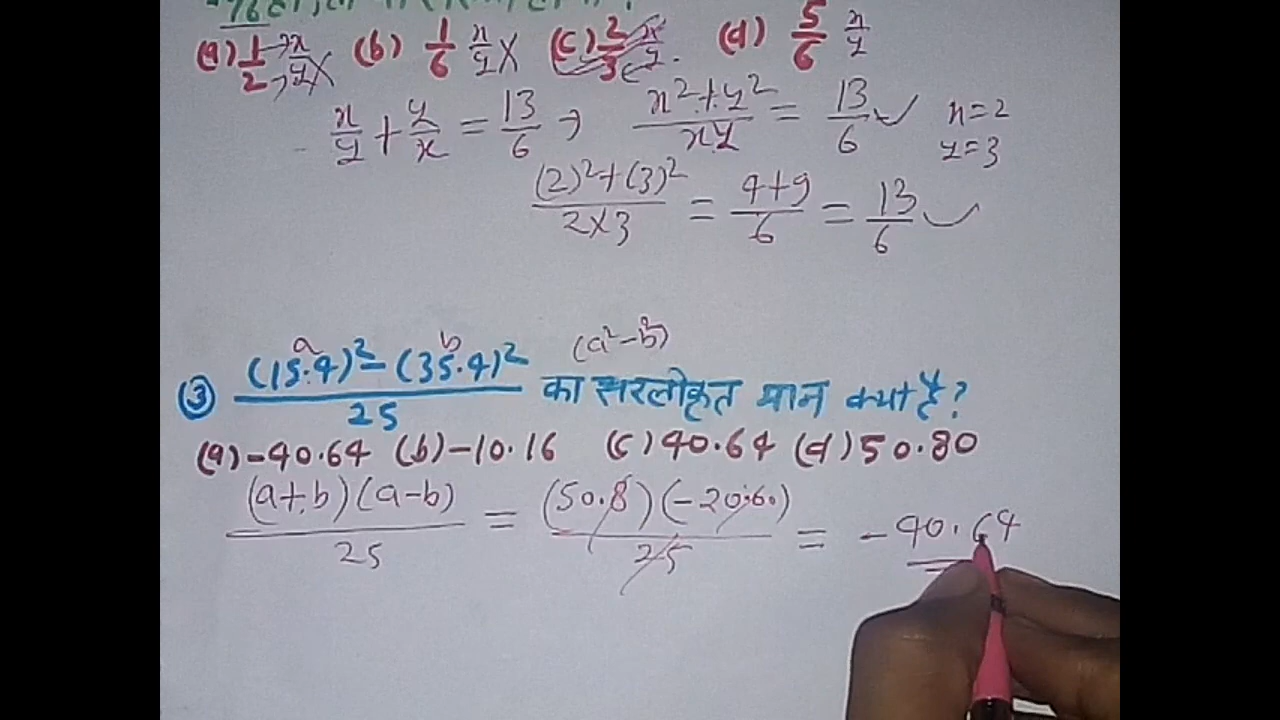 (a) 1/2 →x →y X (b) 1/6 x/y X (c) 2/3 x/y . (d) 5/6 x/y
x/y + y/x = 13/6 → x²+y²/xy = 13/6 ✓ x=2
y=3
(2)²+(3)²/2×3 = 4+9/6 = 13/6 ✓
a b (a²-b²)
(3) (15.4)²-(35.4)²/25 का सरलीकृत मान क्या है?
(a) -40.64 (b) -10.16 (c) 40.64 (d) 50.80
(a+b)(a-b)/25 = (50.8)(-20.60)/25 = -40.64